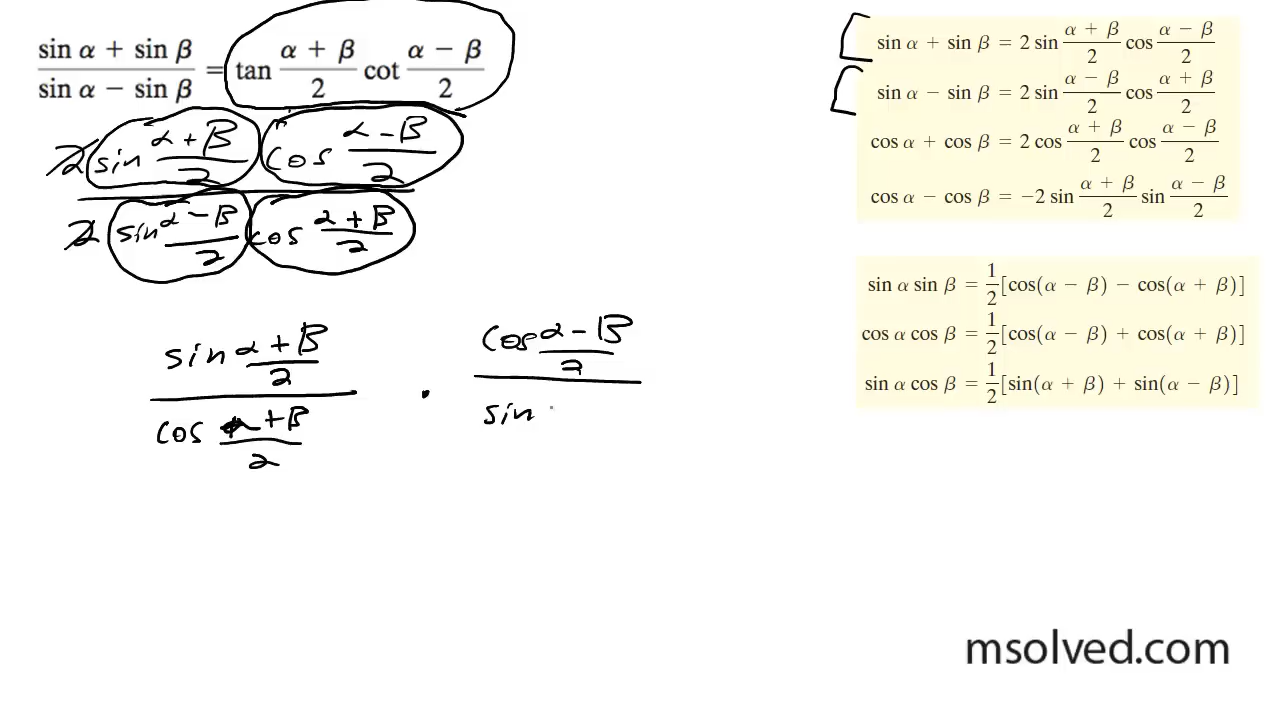 sin α + sin β / sin α − sin β = tan α + β / 2 cot α − β / 2
2 sin α + β / 2 cos α − β / 2
2 sin α − β / 2 cos α + β / 2
sin α + β / 2 · cos α − β / 2
cos α + β / 2 sin
sin α + sin β = 2 sin α + β / 2 cos α − β / 2
sin α − sin β = 2 sin α − β / 2 cos α + β / 2
cos α + cos β = 2 cos α + β / 2 cos α − β / 2
cos α − cos β = −2 sin α + β / 2 sin α − β / 2
sin α sin β = 1/2 [cos(α − β) − cos(α + β)]
cos α cos β = 1/2 [cos(α − β) + cos(α + β)]
sin α cos β = 1/2 [sin(α + β) + sin(α − β)]
msolved.com